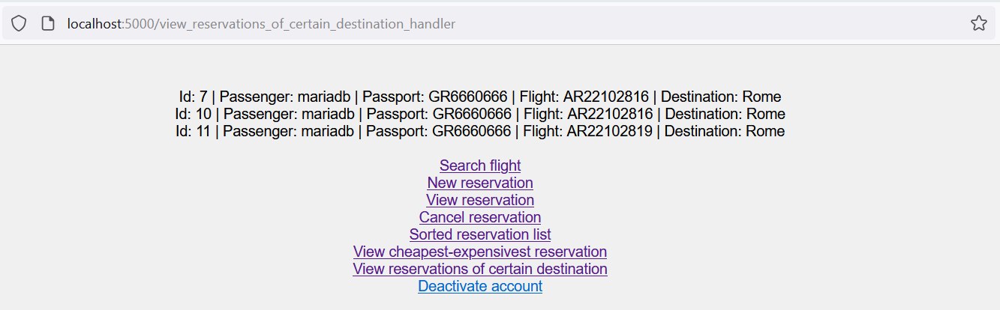 localhost:5000/view_reservations_of_certain_destination_handler
Id: 7 | Passenger: mariadb | Passport: GR6660666 | Flight: AR22102816 | Destination: Rome
Id: 10 | Passenger: mariadb | Passport: GR6660666 | Flight: AR22102816 | Destination: Rome
Id: 11 | Passenger: mariadb | Passport: GR6660666 | Flight: AR22102819 | Destination: Rome
Search flight
New reservation
View reservation
Cancel reservation
Sorted reservation list
View cheapest-expensivest reservation
View reservations of certain destination
Deactivate account